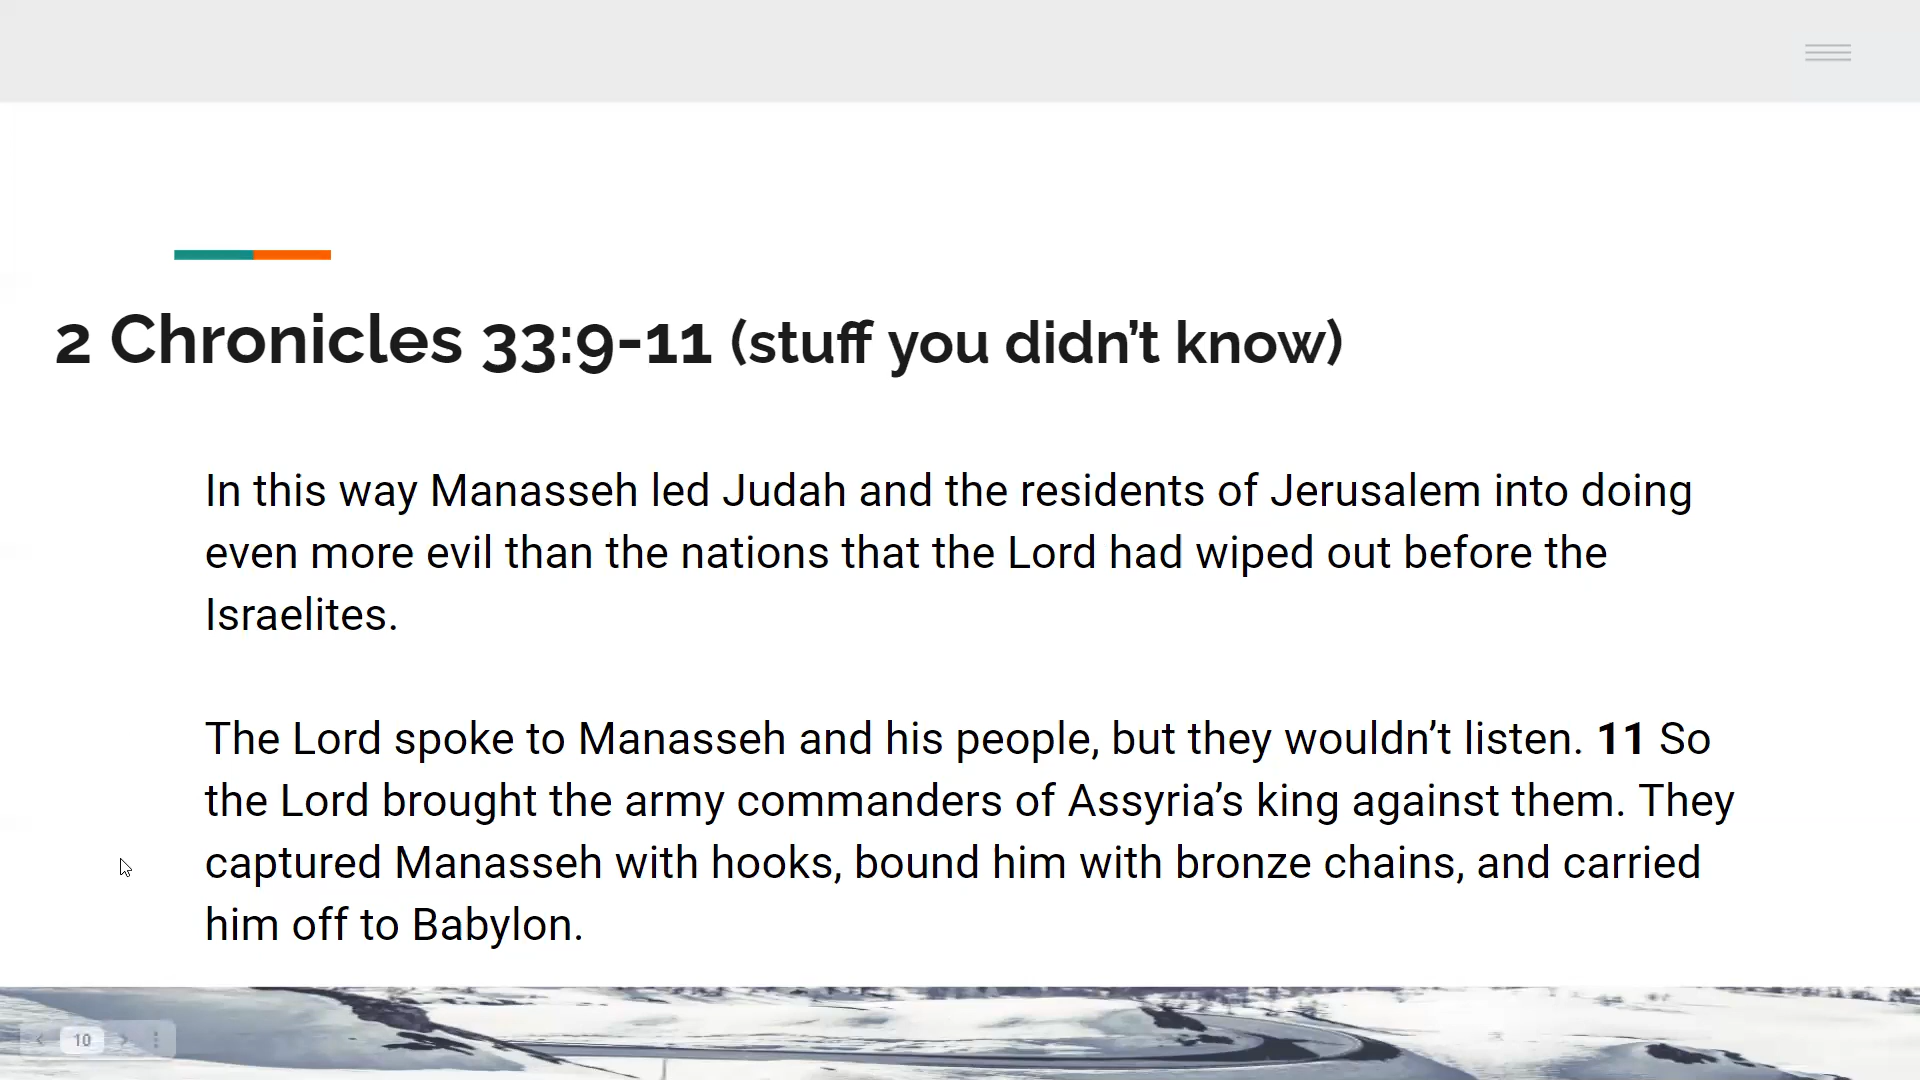 2 Chronicles 33:9-11 (stuff you didn’t know)
In this way Manasseh led Judah and the residents of Jerusalem into doing
even more evil than the nations that the Lord had wiped out before the
Israelites.
The Lord spoke to Manasseh and his people, but they wouldn’t listen. 11 So
the Lord brought the army commanders of Assyria’s king against them. They
captured Manasseh with hooks, bound him with bronze chains, and carried
him off to Babylon.
10